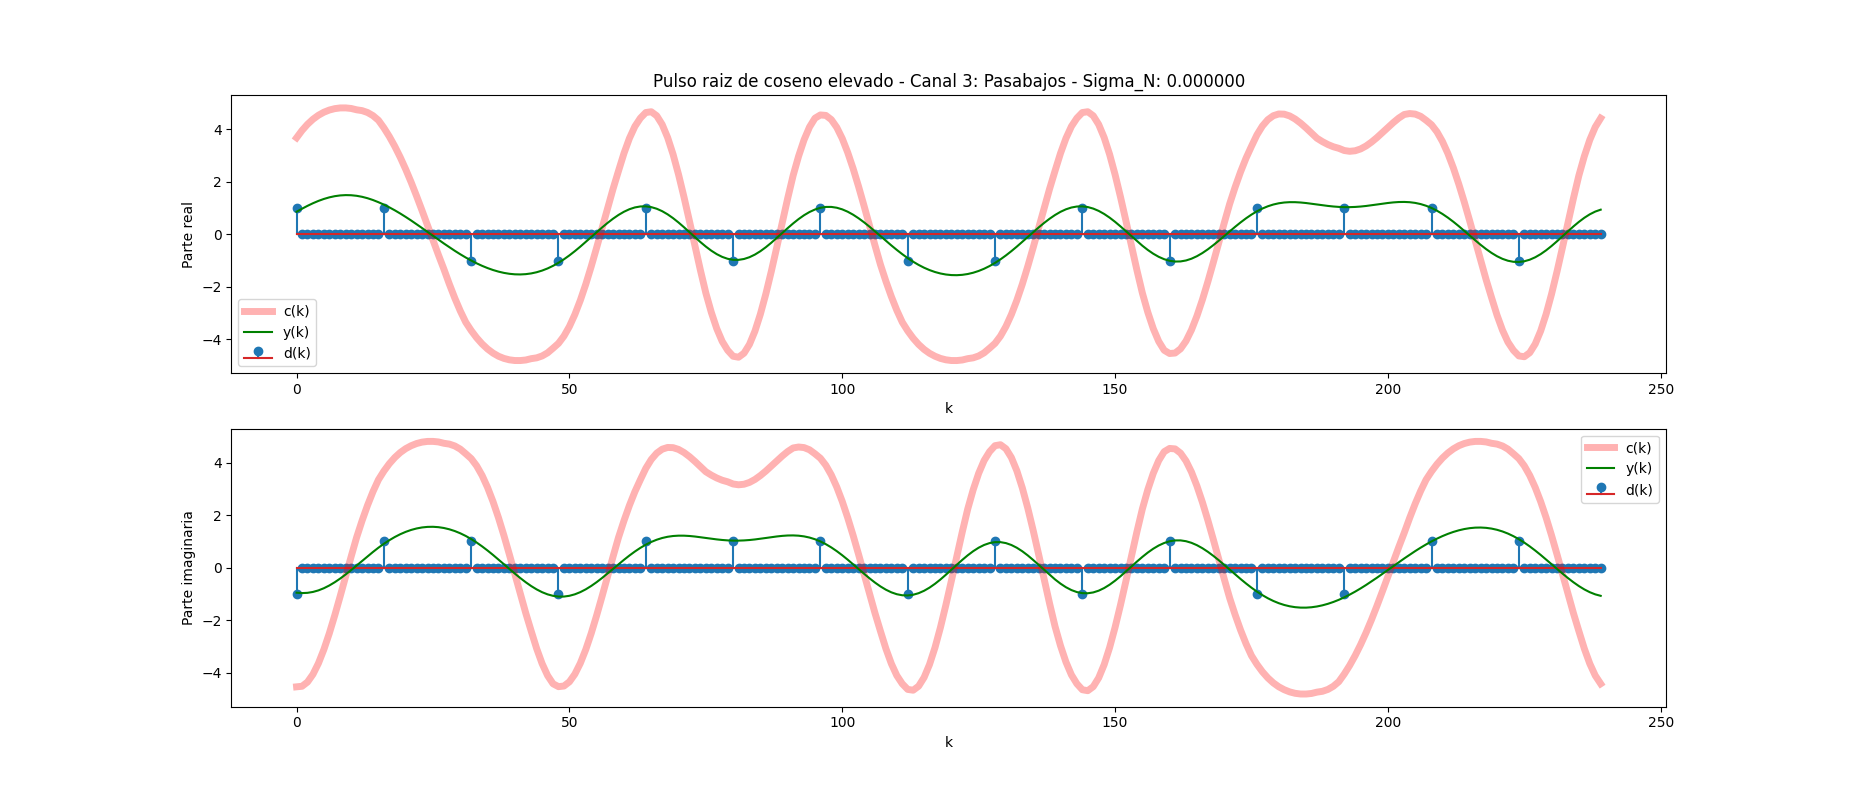 Pulso raiz de coseno elevado - Canal 3: Pasabajos - Sigma_N: 0.000000
Parte real
4
2
0
−2
−4
c(k)
y(k)
d(k)
0 50 100 150 200 250
k
Parte imaginaria
4
2
0
−2
−4
c(k)
y(k)
d(k)
0 50 100 150 200 250
k